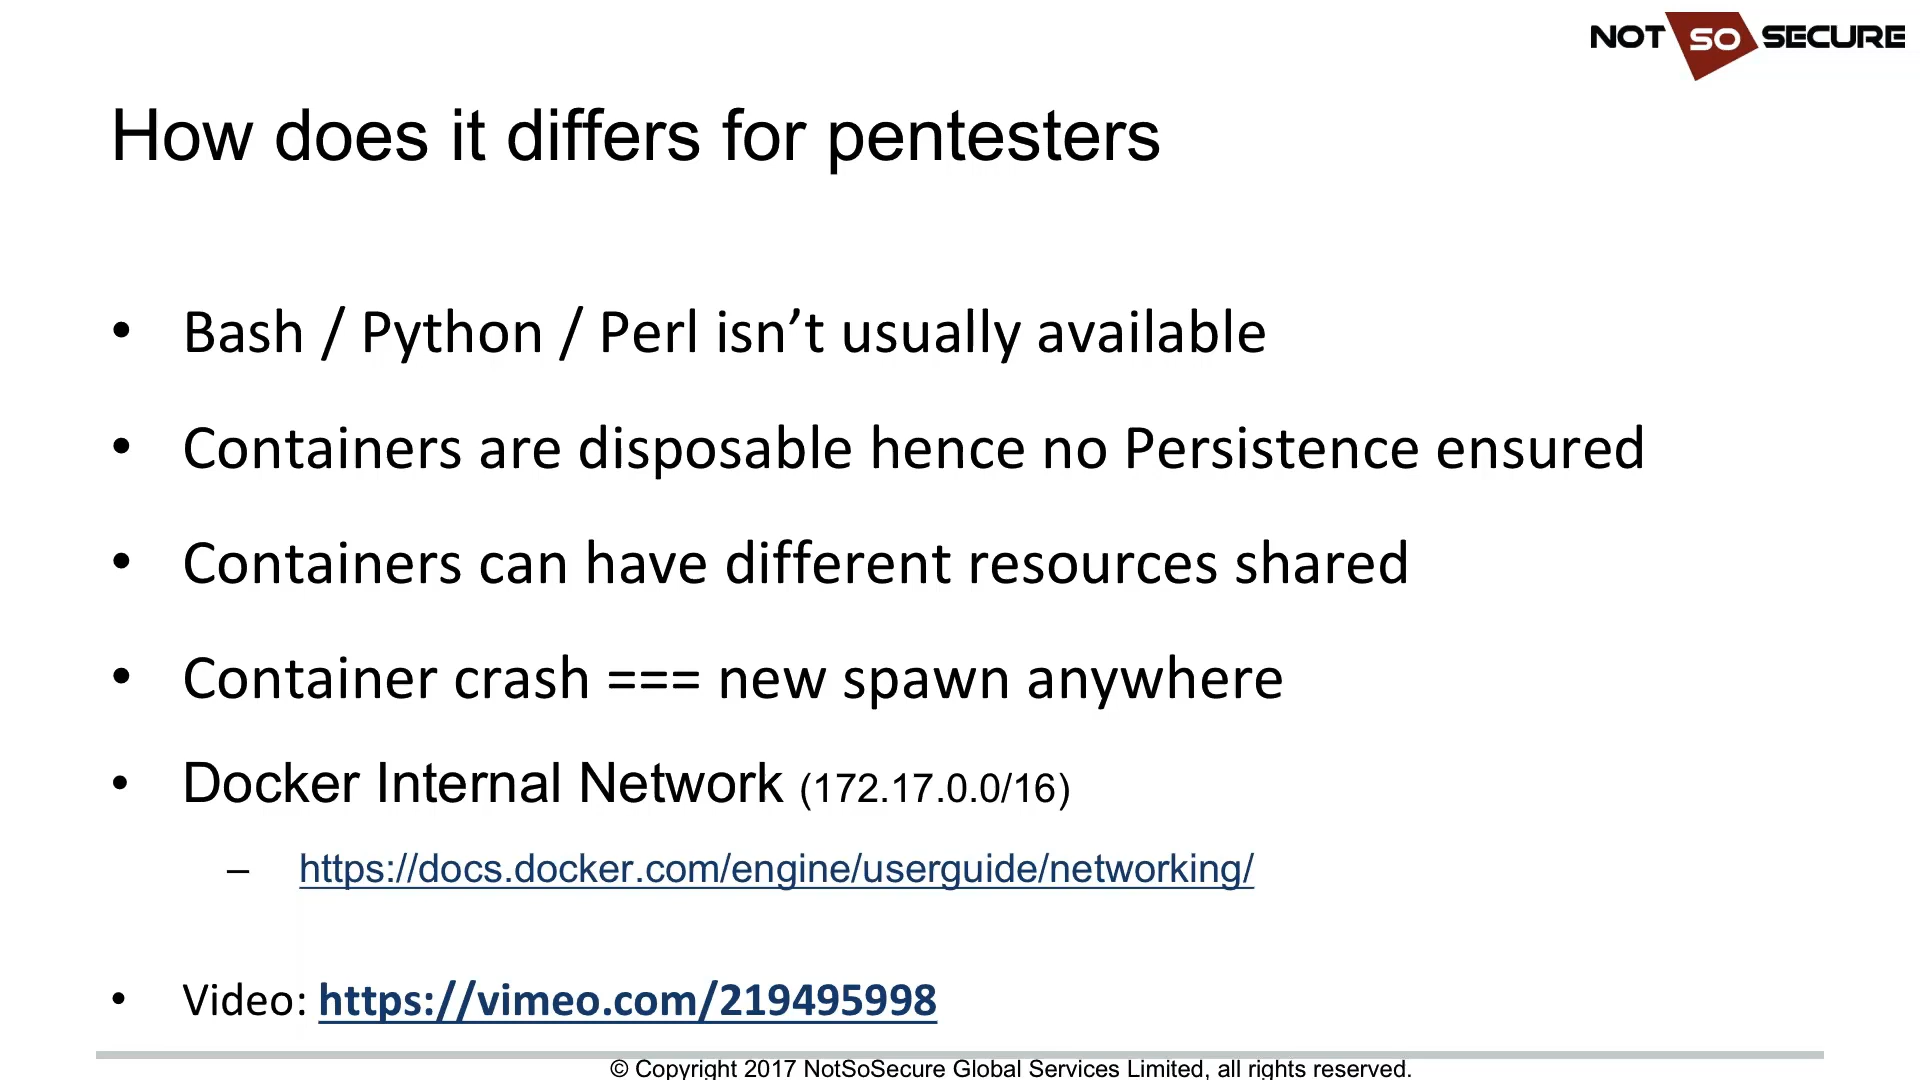 NOT SO SECURE
How does it differs for pentesters
• Bash / Python / Perl isn’t usually available
• Containers are disposable hence no Persistence ensured
• Containers can have different resources shared
• Container crash === new spawn anywhere
• Docker Internal Network (172.17.0.0/16)
– https://docs.docker.com/engine/userguide/networking/
• Video: https://vimeo.com/219495998
© Copyright 2017 NotSoSecure Global Services Limited, all rights reserved.